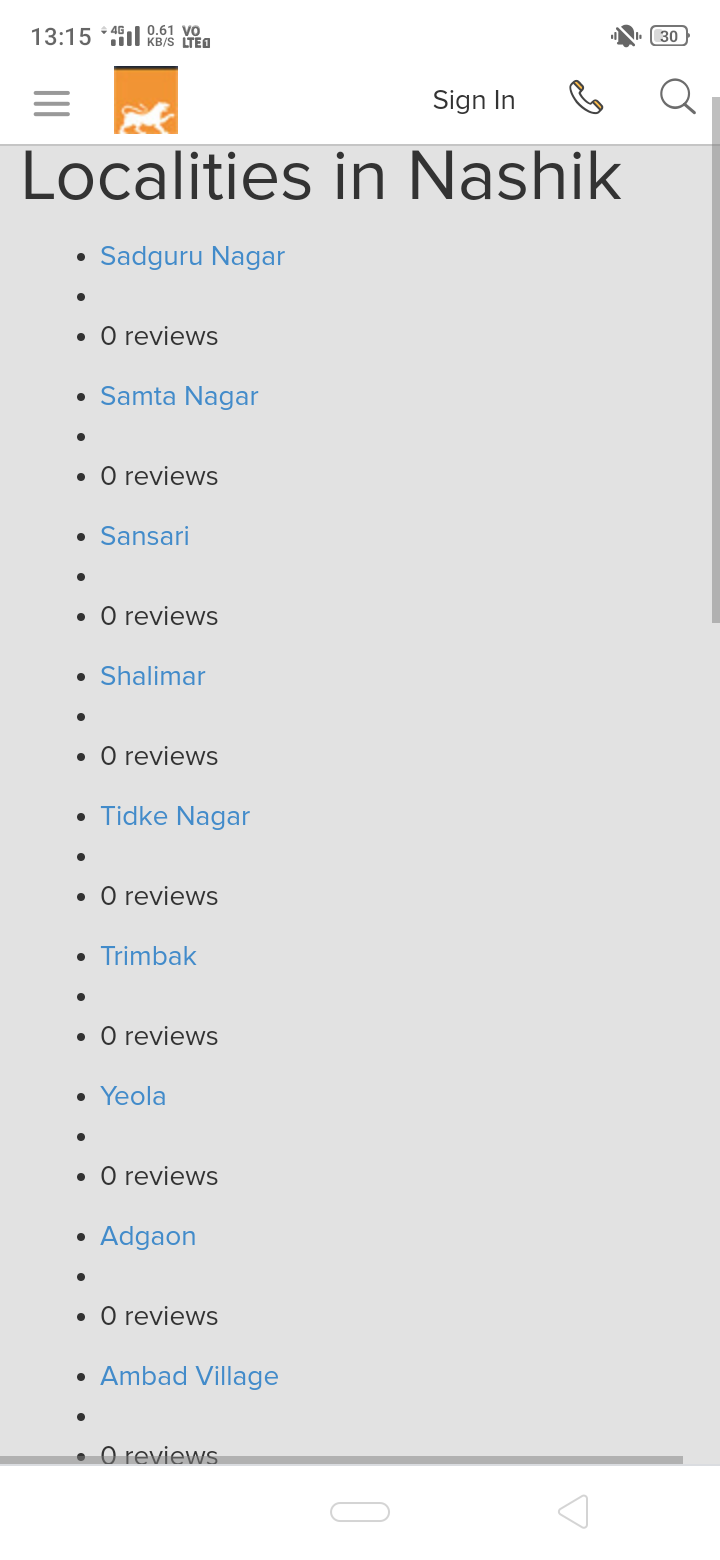 13:15 4G 0.61 KB/S VO LTE 30
Sign In
Localities in Nashik
Sadguru Nagar
0 reviews
Samta Nagar
0 reviews
Sansari
0 reviews
Shalimar
0 reviews
Tidke Nagar
0 reviews
Trimbak
0 reviews
Yeola
0 reviews
Adgaon
0 reviews
Ambad Village
0 reviews